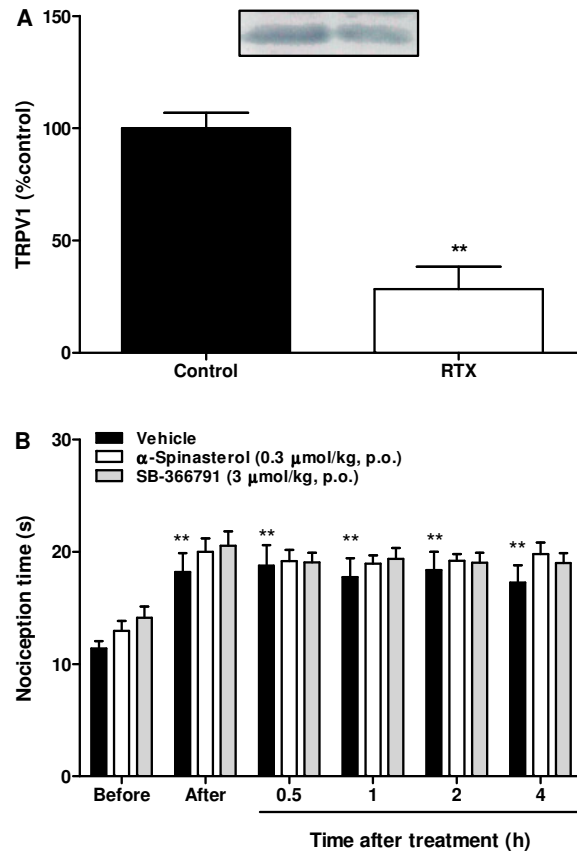 A
150
100
50
0
TRPV1 (%control)
**
Control
RTX
B
30
20
10
0
Nociception time (s)
Vehicle
α-Spinasterol (0.3 μmol/kg, p.o.)
SB-366791 (3 μmol/kg, p.o.)
** ** ** ** **
Before After 0.5 1 2 4
Time after treatment (h)